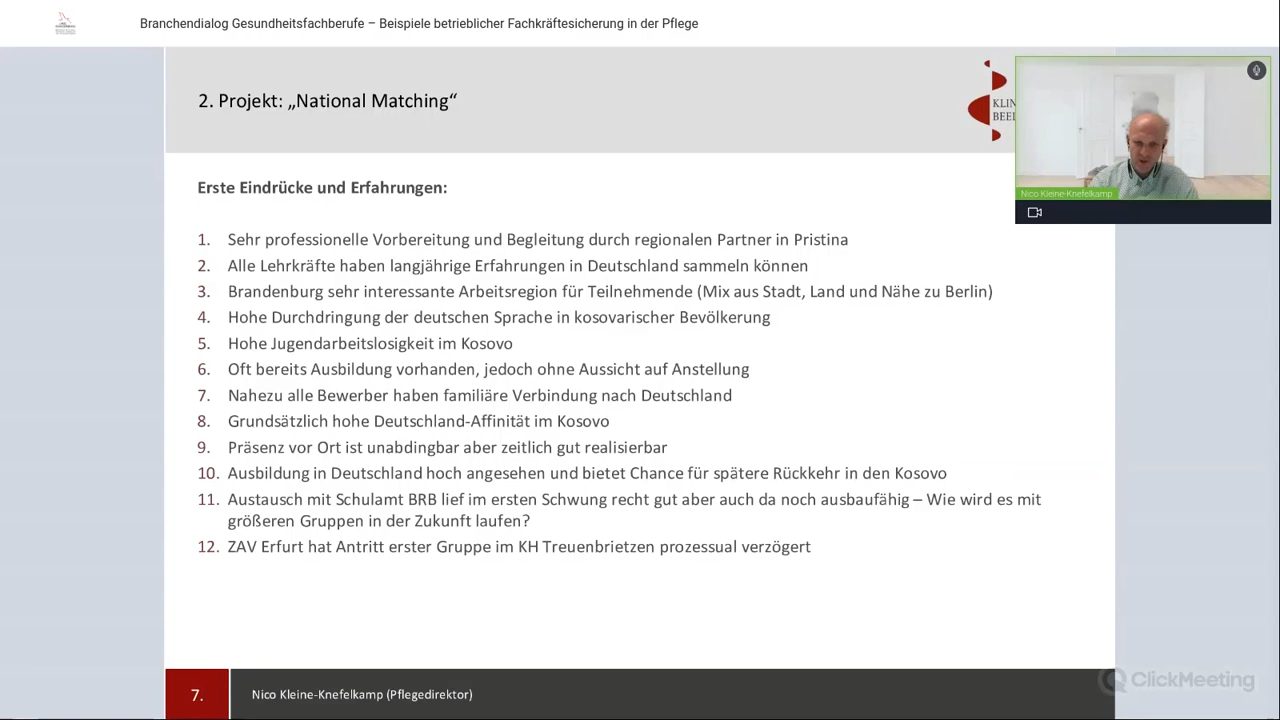 Branchendialog Gesundheitsfachberufe – Beispiele betrieblicher Fachkräftesicherung in der Pflege
2. Projekt: „National Matching“
KLIN
BEEL
Nico Kleine-Knefelkamp
Erste Eindrücke und Erfahrungen:
1. Sehr professionelle Vorbereitung und Begleitung durch regionalen Partner in Pristina
2. Alle Lehrkräfte haben langjährige Erfahrungen in Deutschland sammeln können
3. Brandenburg sehr interessante Arbeitsregion für Teilnehmende (Mix aus Stadt, Land und Nähe zu Berlin)
4. Hohe Durchdringung der deutschen Sprache in kosovarischer Bevölkerung
5. Hohe Jugendarbeitslosigkeit im Kosovo
6. Oft bereits Ausbildung vorhanden, jedoch ohne Aussicht auf Anstellung
7. Nahezu alle Bewerber haben familiäre Verbindung nach Deutschland
8. Grundsätzlich hohe Deutschland-Affinität im Kosovo
9. Präsenz vor Ort ist unabdingbar aber zeitlich gut realisierbar
10. Ausbildung in Deutschland hoch angesehen und bietet Chance für spätere Rückkehr in den Kosovo
11. Austausch mit Schulamt BRB lief im ersten Schwung recht gut aber auch da noch ausbaufähig – Wie wird es mit
größeren Gruppen in der Zukunft laufen?
12. ZAV Erfurt hat Antritt erster Gruppe im KH Treuenbrietzen prozessual verzögert
7. Nico Kleine-Knefelkamp (Pflegedirektor)
ClickMeeting